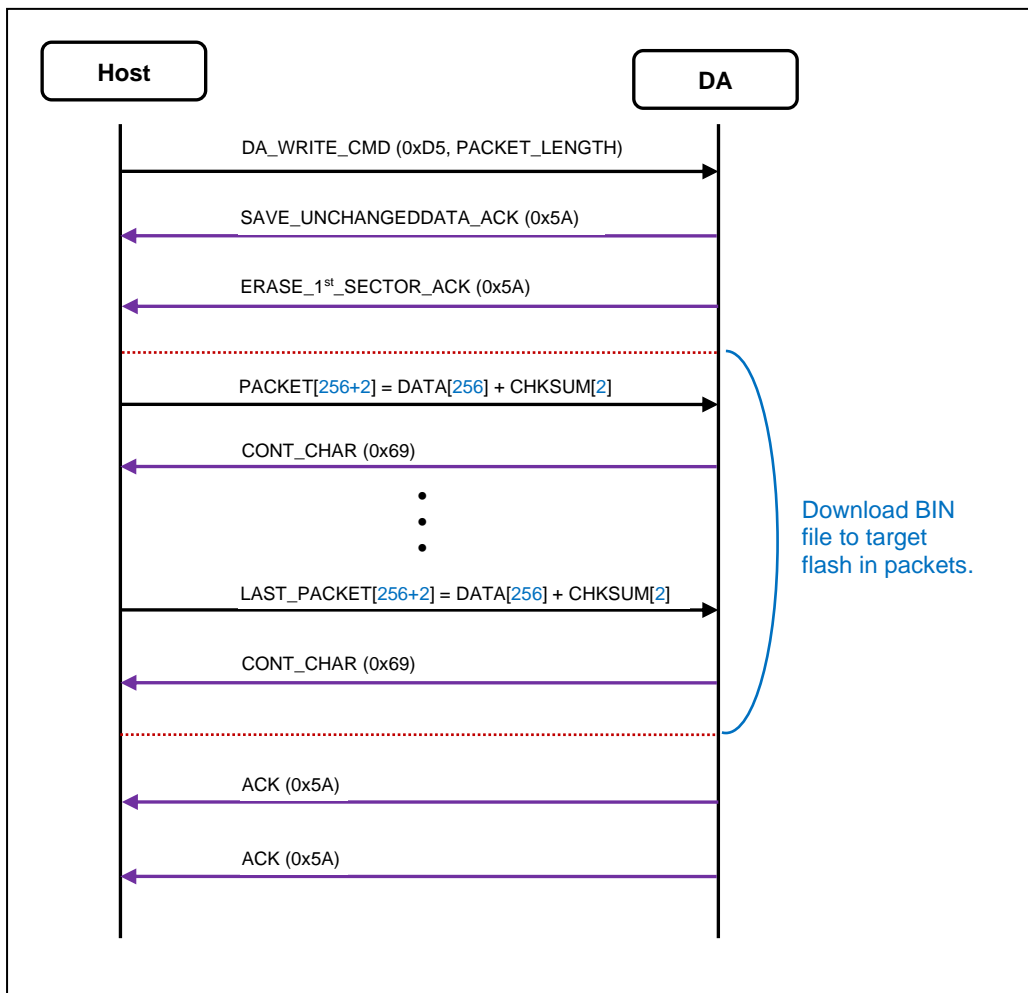 Host
DA
DA_WRITE_CMD (0xD5, PACKET_LENGTH)
SAVE_UNCHANGEDDATA_ACK (0x5A)
ERASE_1st_SECTOR_ACK (0x5A)
PACKET[256+2] = DATA[256] + CHKSUM[2]
CONT_CHAR (0x69)
Download BIN
file to target
flash in packets.
LAST_PACKET[256+2] = DATA[256] + CHKSUM[2]
CONT_CHAR (0x69)
ACK (0x5A)
ACK (0x5A)